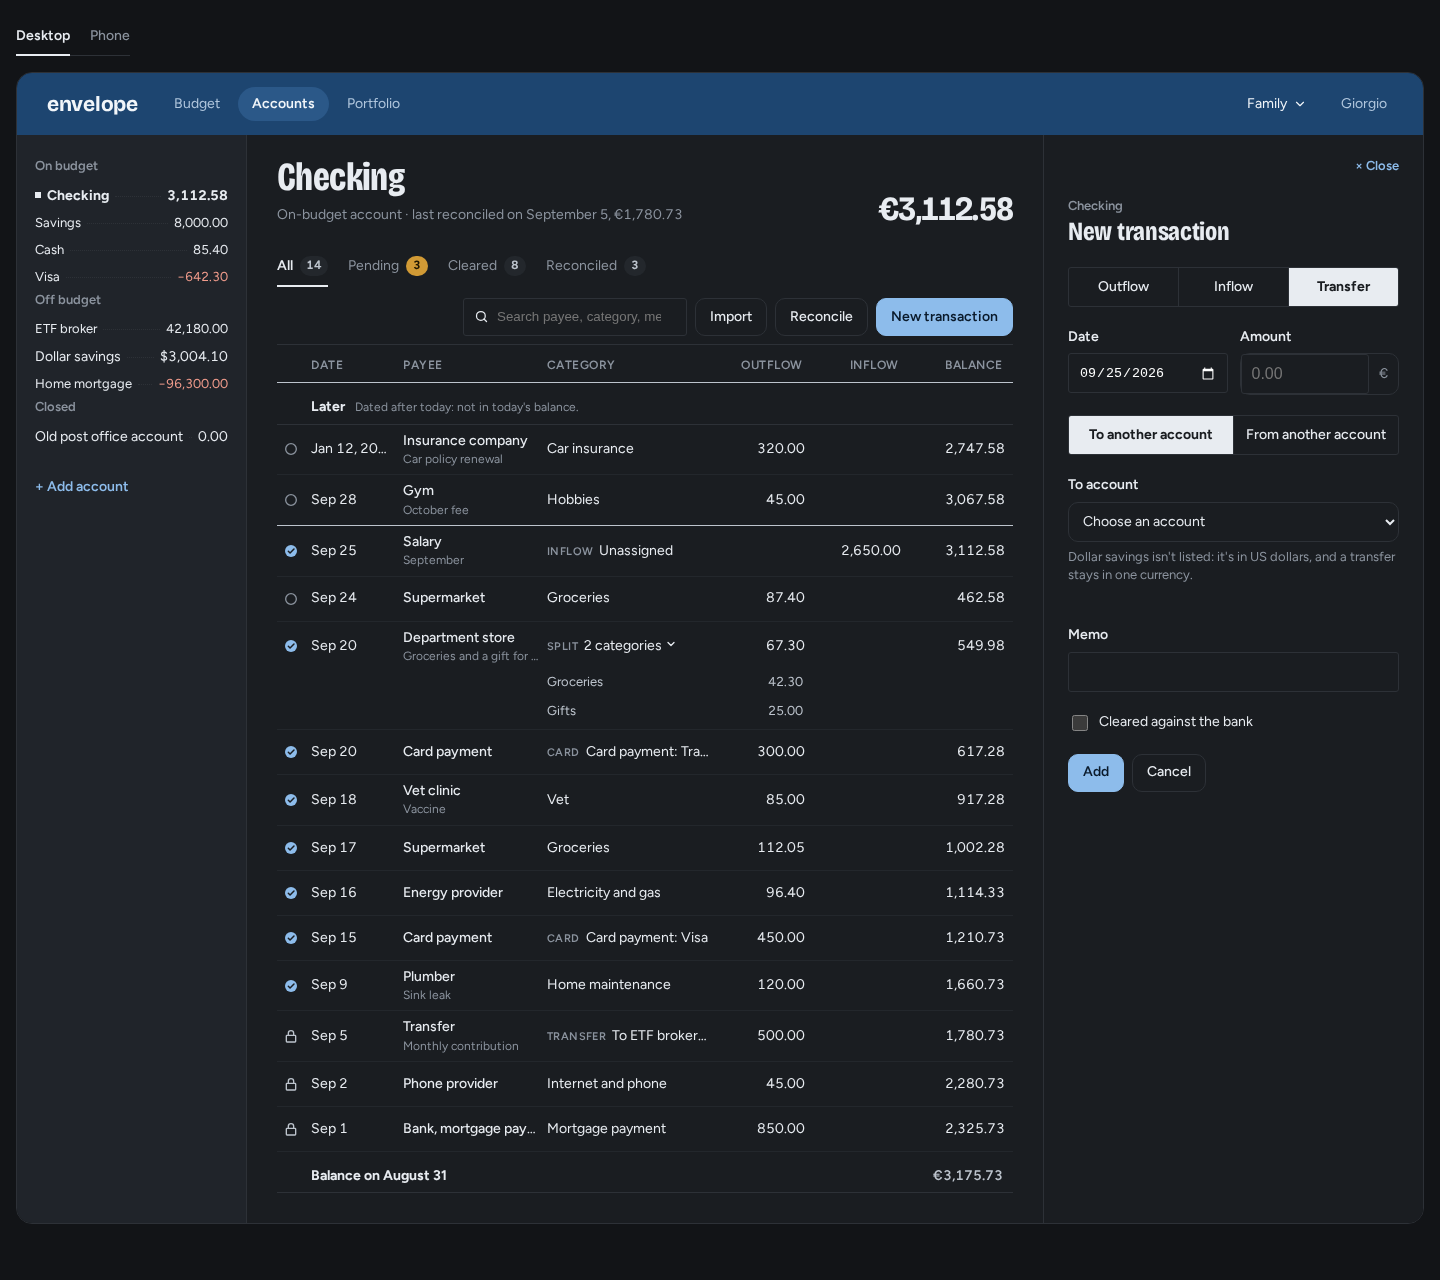 Desktop Phone
envelope Budget Accounts Portfolio Family Giorgio
On budget
Checking 3,112.58
Savings 8,000.00
Cash 85.40
Visa −642.30
Off budget
ETF broker 42,180.00
Dollar savings $3,004.10
Home mortgage −96,300.00
Closed
Old post office account 0.00
+ Add account
Checking
On-budget account · last reconciled on September 5, €1,780.73
€3,112.58
All 14 Pending 3 Cleared 8 Reconciled 3
Search payee, category, me Import Reconcile New transaction
DATE PAYEE CATEGORY OUTFLOW INFLOW BALANCE
Later Dated after today: not in today's balance.
Jan 12, 20… Insurance company Car insurance 320.00 2,747.58
Car policy renewal
Sep 28 Gym Hobbies 45.00 3,067.58
October fee
Sep 25 Salary INFLOW Unassigned 2,650.00 3,112.58
September
Sep 24 Supermarket Groceries 87.40 462.58
Sep 20 Department store SPLIT 2 categories 67.30 549.98
Groceries and a gift for …
Groceries 42.30
Gifts 25.00
Sep 20 Card payment CARD Card payment: Tra… 300.00 617.28
Sep 18 Vet clinic Vet 85.00 917.28
Vaccine
Sep 17 Supermarket Groceries 112.05 1,002.28
Sep 16 Energy provider Electricity and gas 96.40 1,114.33
Sep 15 Card payment CARD Card payment: Visa 450.00 1,210.73
Sep 9 Plumber Home maintenance 120.00 1,660.73
Sink leak
Sep 5 Transfer TRANSFER To ETF broker… 500.00 1,780.73
Monthly contribution
Sep 2 Phone provider Internet and phone 45.00 2,280.73
Sep 1 Bank, mortgage pay… Mortgage payment 850.00 2,325.73
Balance on August 31 €3,175.73
× Close
Checking
New transaction
Outflow Inflow Transfer
Date Amount
09/25/2026 0.00 €
To another account From another account
To account
Choose an account
Dollar savings isn't listed: it's in US dollars, and a transfer
stays in one currency.
Memo
Cleared against the bank
Add Cancel